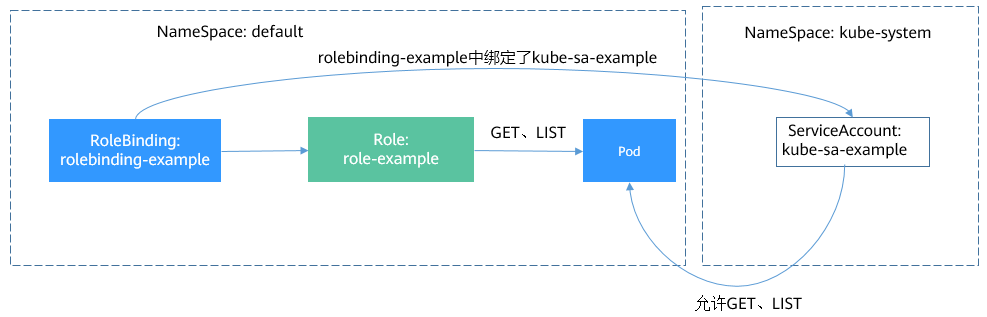 NameSpace: default
NameSpace: kube-system
rolebinding-example中绑定了kube-sa-example
RoleBinding:
rolebinding-example
Role:
role-example
GET、LIST
Pod
ServiceAccount:
kube-sa-example
允许GET、LIST